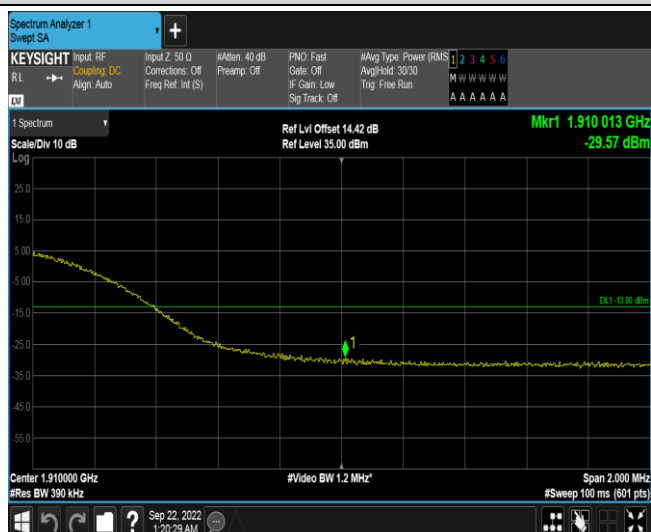 Spectrum Analyzer 1
Swept SA
+
KEYSIGHT
RL
LXI
Input: RF
Coupling: DC
Align: Auto
Input Z: 50 Ω
Corrections: Off
Freq Ref: Int (S)
#Atten: 40 dB
Preamp: Off
PNO: Fast
Gate: Off
IF Gain: Low
Sig Track: Off
#Avg Type: Power (RMS
Avg|Hold: 30/30
Trig: Free Run
1 2 3 4 5 6
M W W W W W
A A A A A A
1 Spectrum
Scale/Div 10 dB
Log
Ref Lvl Offset 14.42 dB
Ref Level 35.00 dBm
Mkr1 1.910 013 GHz
-29.57 dBm
25.0
15.0
5.00
-5.00
DL1 -13.00 dBm
-15.0
-25.0
1
-35.0
-45.0
-55.0
Center 1.910000 GHz
#Res BW 390 kHz
#Video BW 1.2 MHz*
Span 2.000 MHz
#Sweep 100 ms (601 pts)
?
Sep 22, 2022
1:20:29 AM